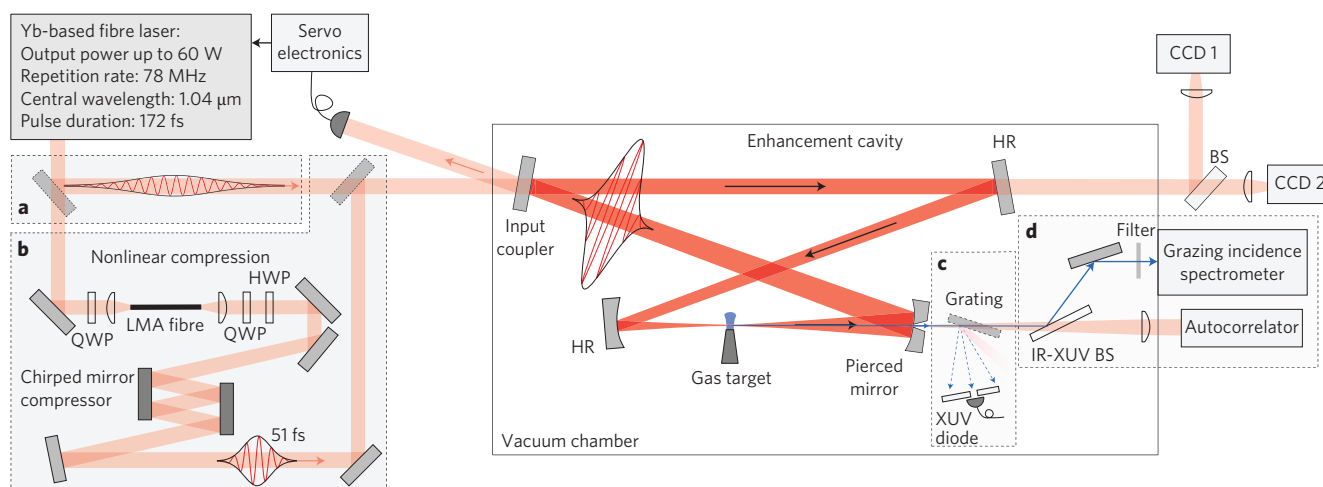 Yb-based fibre laser:
Output power up to 60 W
Repetition rate: 78 MHz
Central wavelength: 1.04 μm
Pulse duration: 172 fs
Servo
electronics
a
b
Nonlinear compression
HWP
QWP
LMA fibre
QWP
Chirped mirror
compressor
51 fs
Enhancement cavity
HR
Input
coupler
HR
Gas target
Pierced
mirror
Vacuum chamber
c
Grating
XUV
diode
CCD 1
BS
CCD 2
d
Filter
Grazing incidence
spectrometer
IR-XUV BS
Autocorrelator